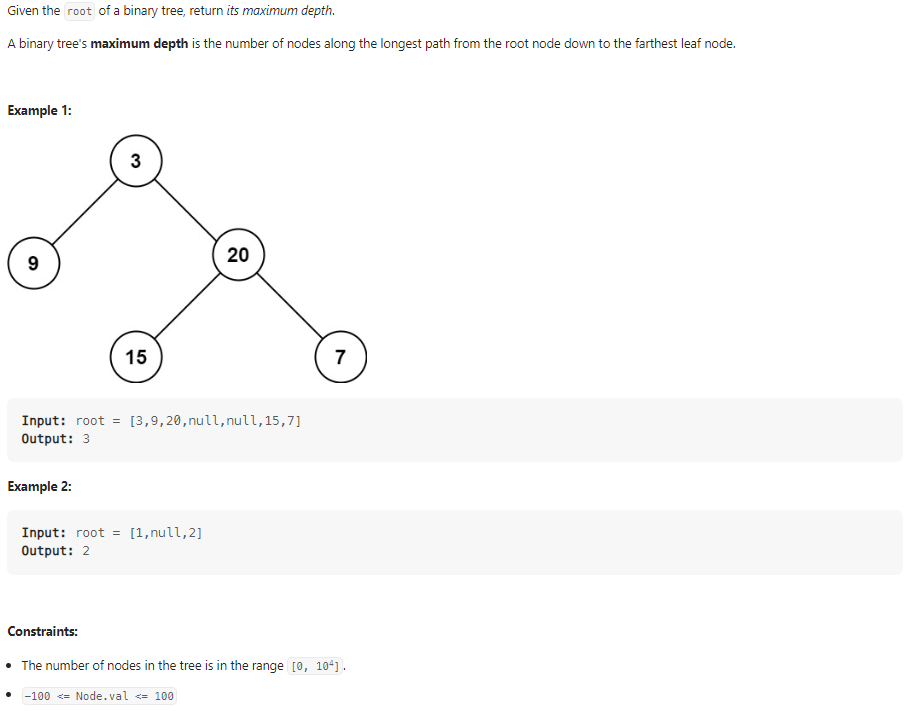 Given the root of a binary tree, return its maximum depth.
A binary tree's maximum depth is the number of nodes along the longest path from the root node down to the farthest leaf node.
Example 1:
3
9
20
15
7
Input: root = [3,9,20,null,null,15,7]
Output: 3
Example 2:
Input: root = [1,null,2]
Output: 2
Constraints:
• The number of nodes in the tree is in the range [0, 10⁴].
• -100 <= Node.val <= 100